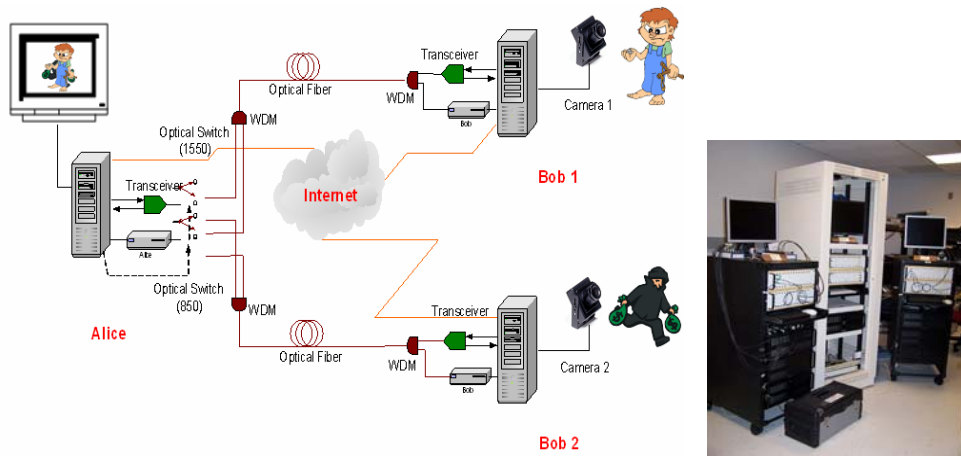 Transceiver
Optical Fiber
WDM
Bob
Camera 1
Bob 1
WDM
Optical Switch
(1550)
Internet
Transceiver
Alice
Optical Switch
(850)
WDM
Alice
Optical Fiber
Transceiver
WDM
Bob
Camera 2
Bob 2